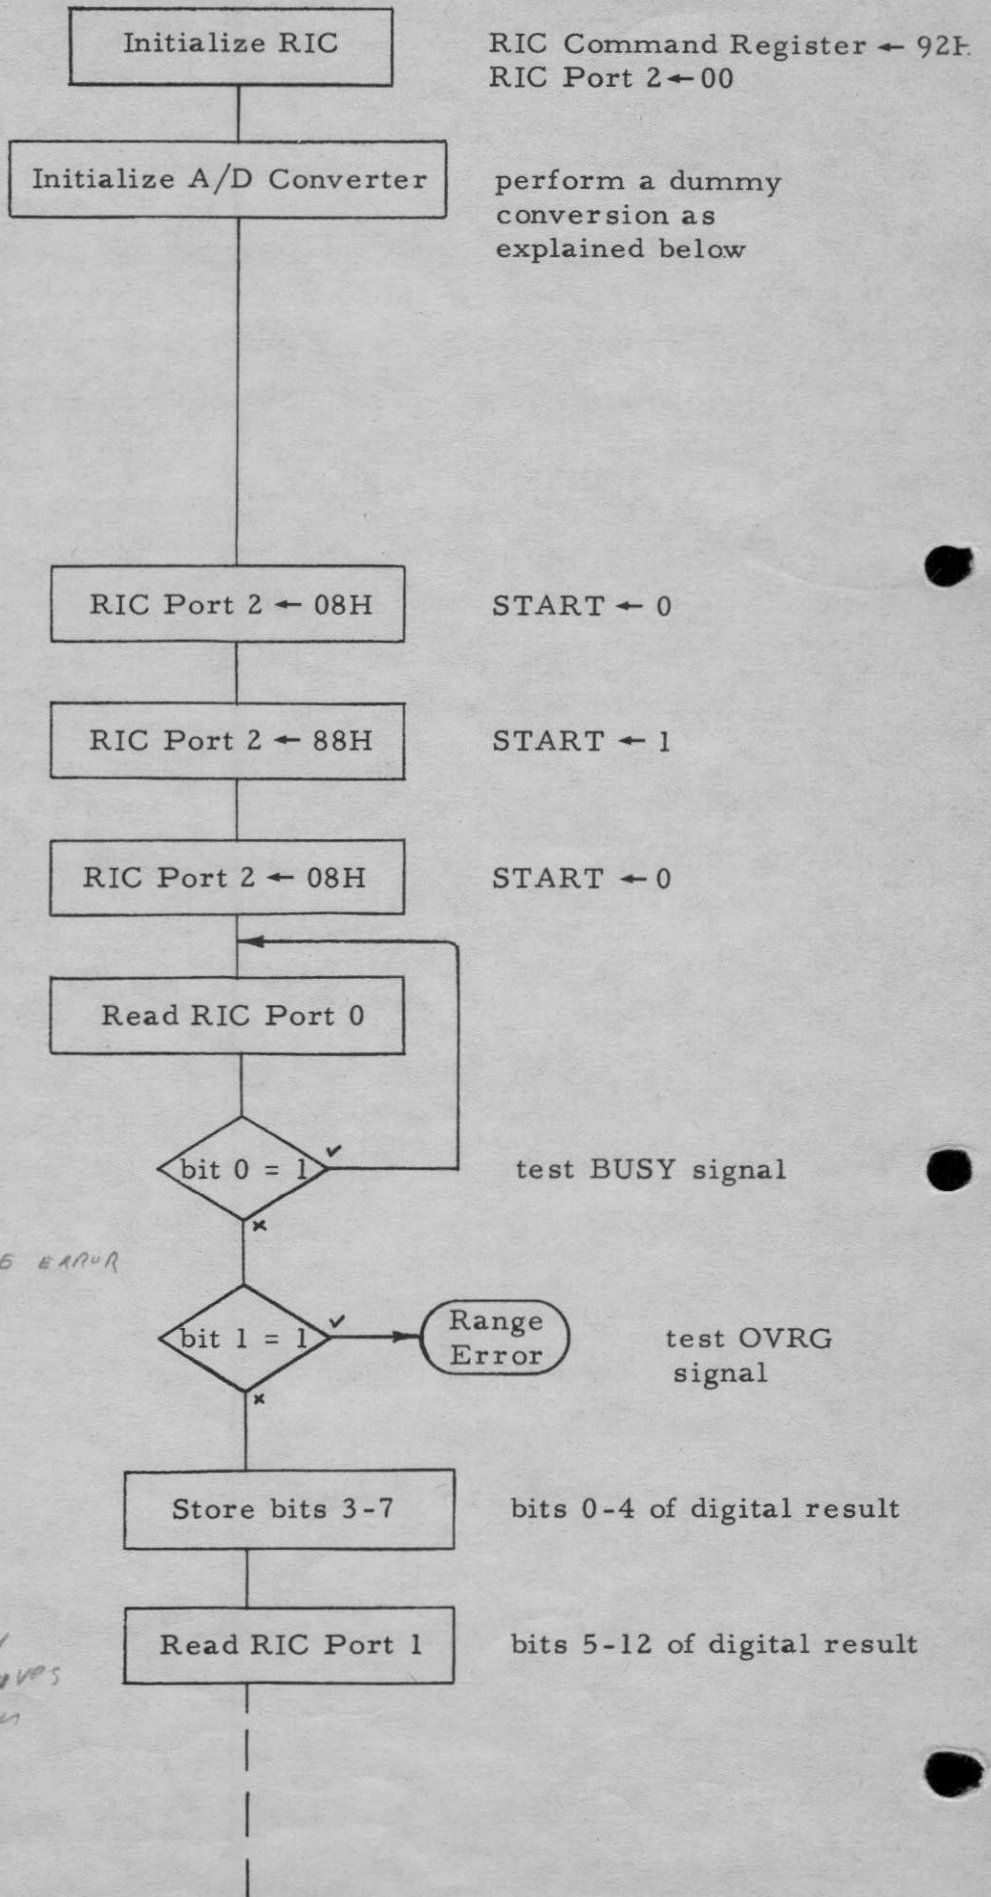 Initialize RIC
RIC Command Register ← 92H
RIC Port 2 ← 00
Initialize A/D Converter
perform a dummy
conversion as
explained below
RIC Port 2 ← 08H
START ← 0
RIC Port 2 ← 88H
START ← 1
RIC Port 2 ← 08H
START ← 0
Read RIC Port 0
bit 0 = 1
✓
test BUSY signal
x
ERROR
bit 1 = 1
✓
Range
Error
test OVRG
signal
x
Store bits 3-7
bits 0-4 of digital result
Read RIC Port 1
bits 5-12 of digital result